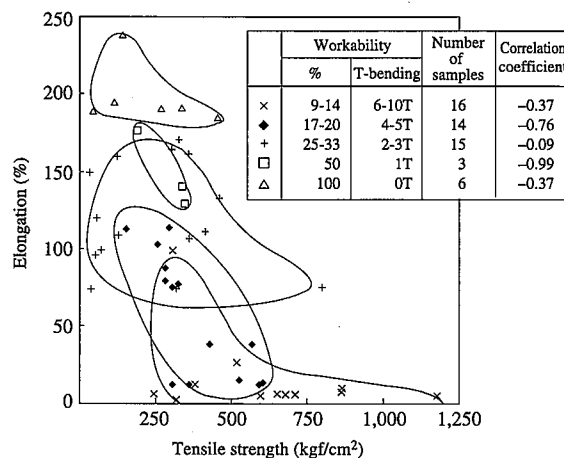 Elongation (%)
250
200
150
100
50
0
250
500
750
1,000
1,250
Tensile strength (kgf/cm²)
Workability
Number of samples
Correlation coefficient
%
T-bending
× 9-14 6-10T 16 −0.37
◆ 17-20 4-5T 14 −0.76
+ 25-33 2-3T 15 −0.09
□ 50 1T 3 −0.99
△ 100 0T 6 −0.37